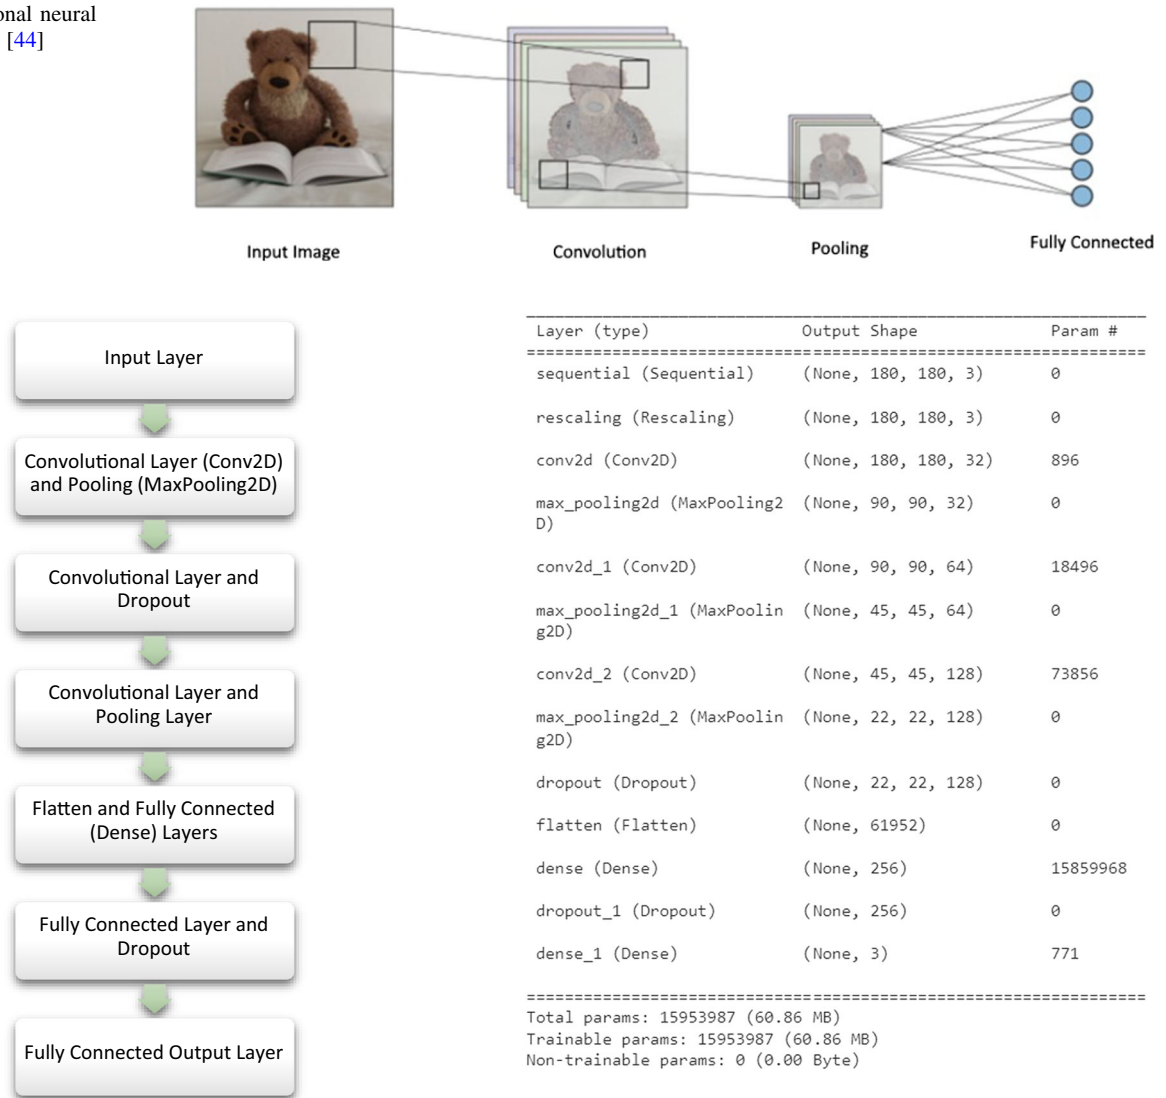 onal neural
[44]
Input Image
Convolution
Pooling
Fully Connected
Input Layer
Convolutional Layer (Conv2D)
and Pooling (MaxPooling2D)
Convolutional Layer and
Dropout
Convolutional Layer and
Pooling Layer
Flatten and Fully Connected
(Dense) Layers
Fully Connected Layer and
Dropout
Fully Connected Output Layer
Layer (type) Output Shape Param #
sequential (Sequential) (None, 180, 180, 3) 0
rescaling (Rescaling) (None, 180, 180, 3) 0
conv2d (Conv2D) (None, 180, 180, 32) 896
max_pooling2d (MaxPooling2 (None, 90, 90, 32) 0
D)
conv2d_1 (Conv2D) (None, 90, 90, 64) 18496
max_pooling2d_1 (MaxPoolin (None, 45, 45, 64) 0
g2D)
conv2d_2 (Conv2D) (None, 45, 45, 128) 73856
max_pooling2d_2 (MaxPoolin (None, 22, 22, 128) 0
g2D)
dropout (Dropout) (None, 22, 22, 128) 0
flatten (Flatten) (None, 61952) 0
dense (Dense) (None, 256) 15859968
dropout_1 (Dropout) (None, 256) 0
dense_1 (Dense) (None, 3) 771
Total params: 15953987 (60.86 MB)
Trainable params: 15953987 (60.86 MB)
Non-trainable params: 0 (0.00 Byte)